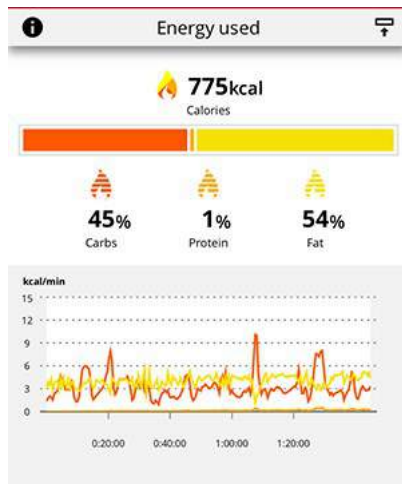 Energy used
775kcal
Calories
45% 1% 54%
Carbs Protein Fat
kcal/min
15
12
9
6
3
0
0:20:00 0:40:00 1:00:00 1:20:00